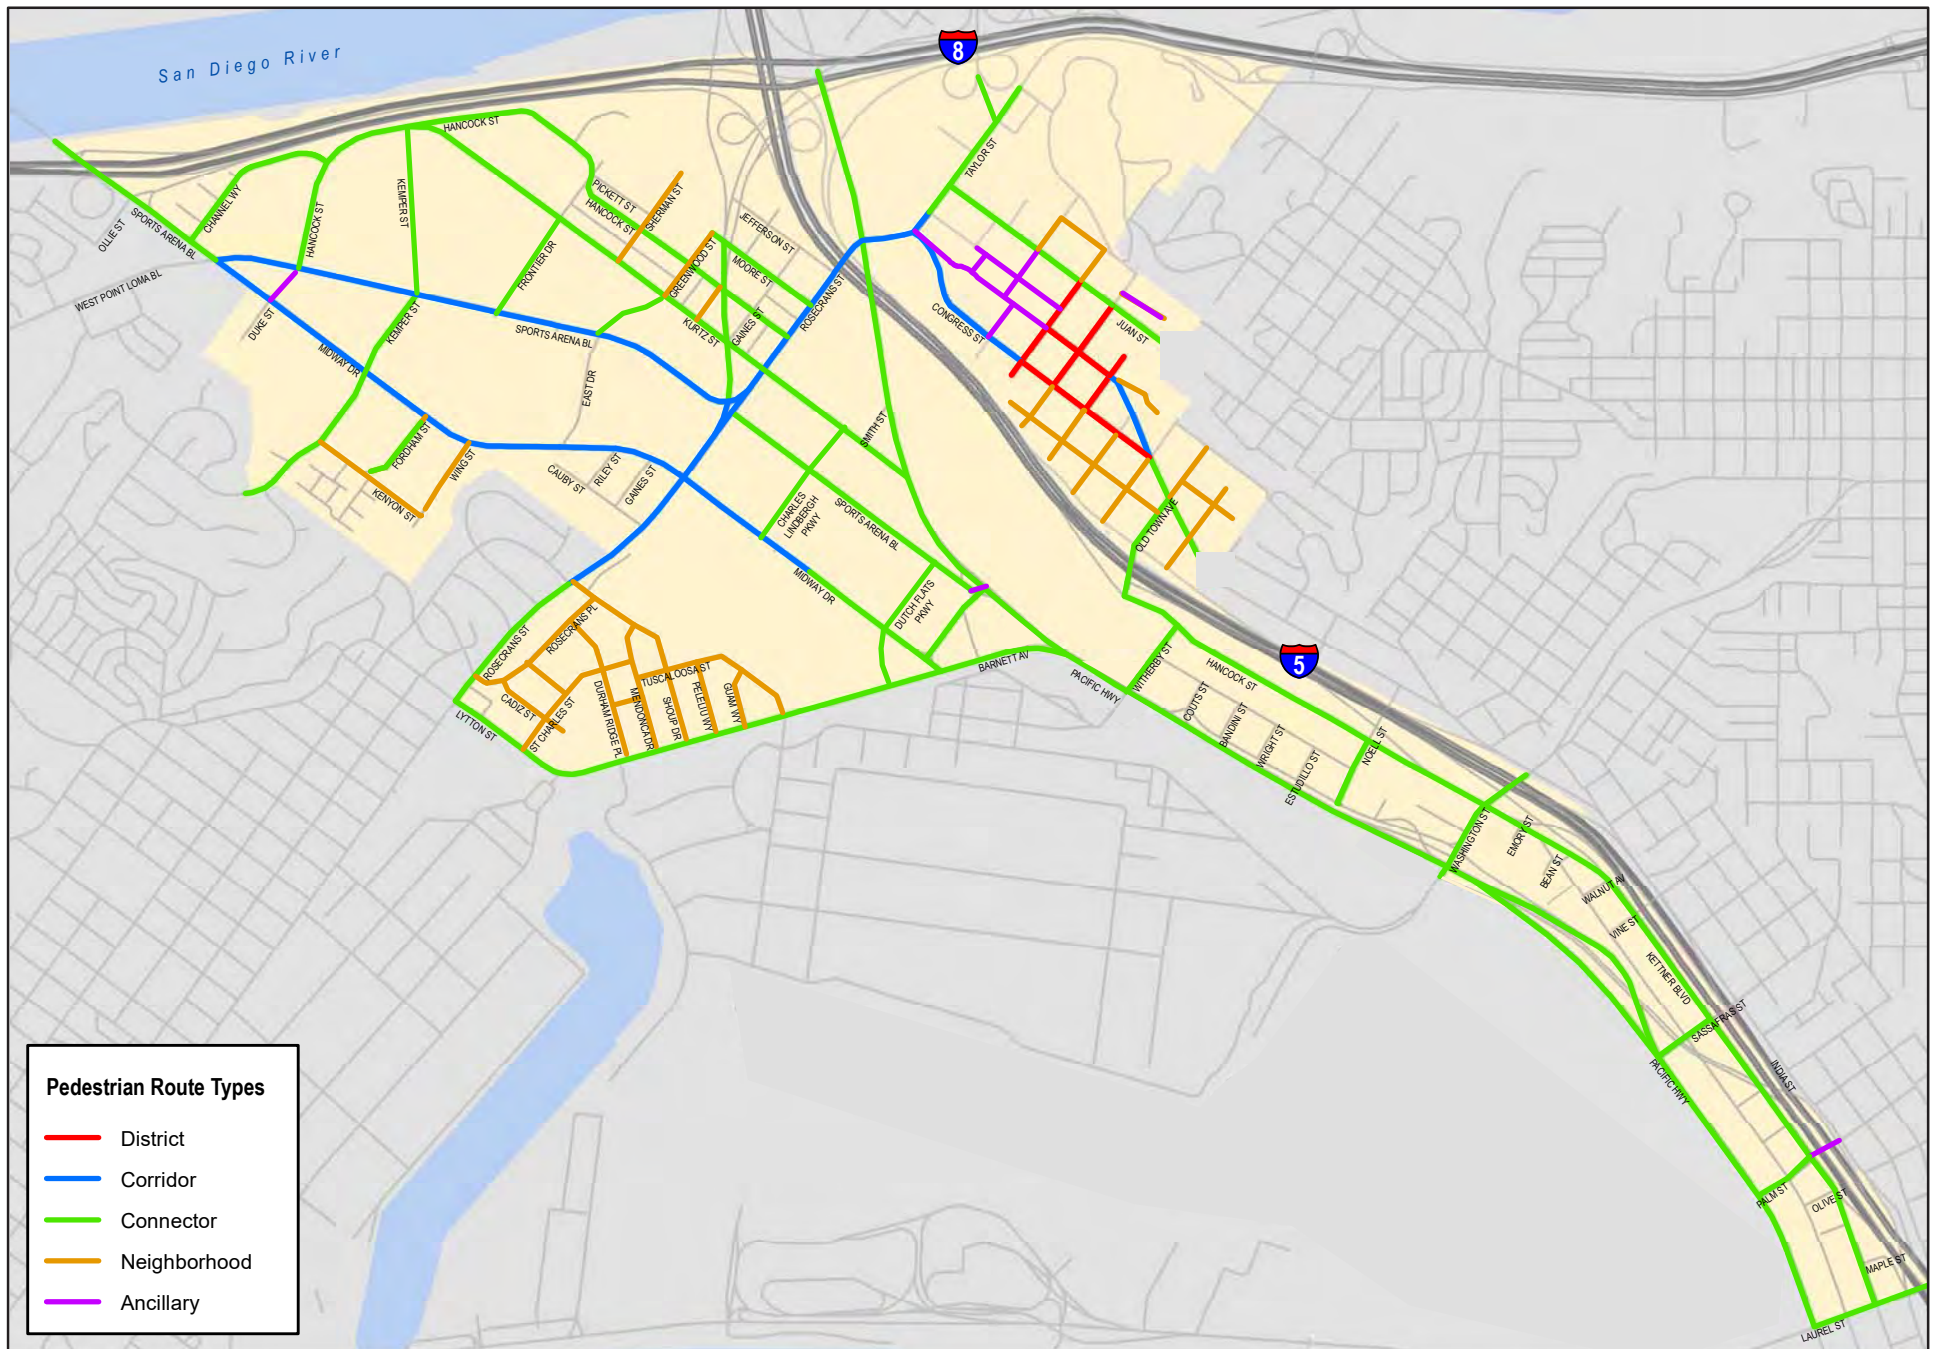 San Diego River
8
HANCOCK ST
TAYLOR ST
CHANNEL WY
KEMPER ST
PICKETT ST
SHERMAN ST
HANCOCK ST
HANCOCK ST
OLLIE ST
SPORTS ARENA BL
JEFFERSON ST
FRONTIER DR
GREENWOOD ST
MOORE ST
WEST POINT LOMA BL
ROSECRANS ST
DUKE ST
KEMPER ST
SPORTS ARENA BL
KURTZ ST
GAINES ST
CONGRESS ST
JUAN ST
MIDWAY DR
EAST DR
SMITH ST
FORDHAM ST
WING ST
CAUBY ST
RILEY ST
GAINES ST
KENYON ST
CHARLES
LINDBERGH
PKWY
SPORTS ARENA BL
OLD TOWN AVE
MIDWAY DR
DUTCH FLATS
PKWY
ROSECRANS ST
ROSECRANS PL
TUSCALOOSA ST
BARNETT AV
PACIFIC HWY
WITHERBY ST
HANCOCK ST
5
CADIZ ST
ST CHARLES ST
DURHAM RIDGE PL
MENDONCA DR
SHOUP DR
PELELIU WY
GUAM WY
LYTTON ST
COUTS ST
BANDINI ST
WRIGHT ST
ESTUDILLO ST
NOELL ST
WASHINGTON ST
EMORY ST
BEAN ST
WALNUT AV
VINE ST
KETTNER BLVD
SASSAFRAS ST
PACIFIC HWY
INDIA ST
PALM ST
OLIVE ST
MAPLE ST
LAUREL ST
Pedestrian Route Types
District
Corridor
Connector
Neighborhood
Ancillary